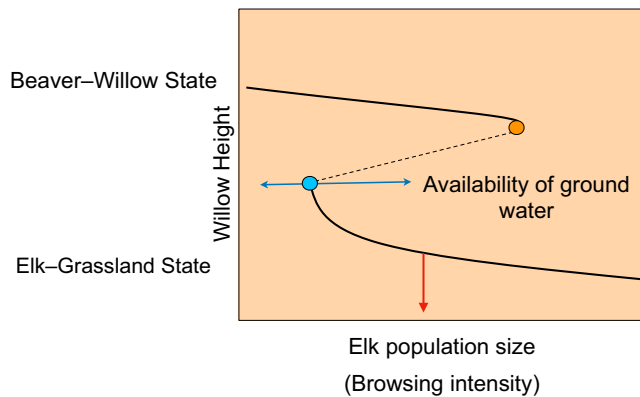 Beaver–Willow State
Willow Height
Availability of ground
water
Elk–Grassland State
Elk population size
(Browsing intensity)